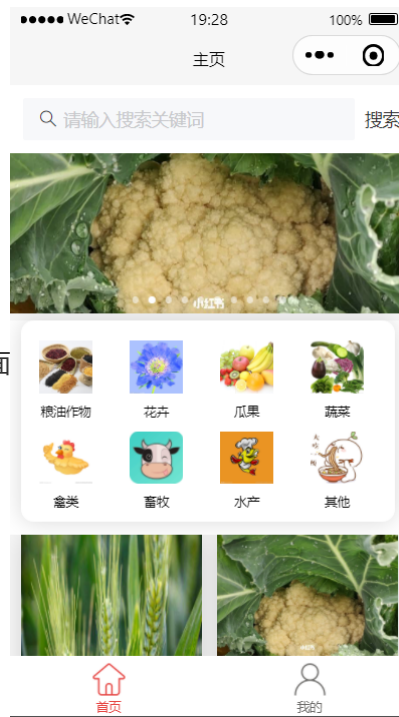 WeChat 19:28 100%
主页
请输入搜索关键词 搜索
小红书
面
粮油作物 花卉 瓜果 蔬菜
禽类 畜牧 水产 其他
首页 我的